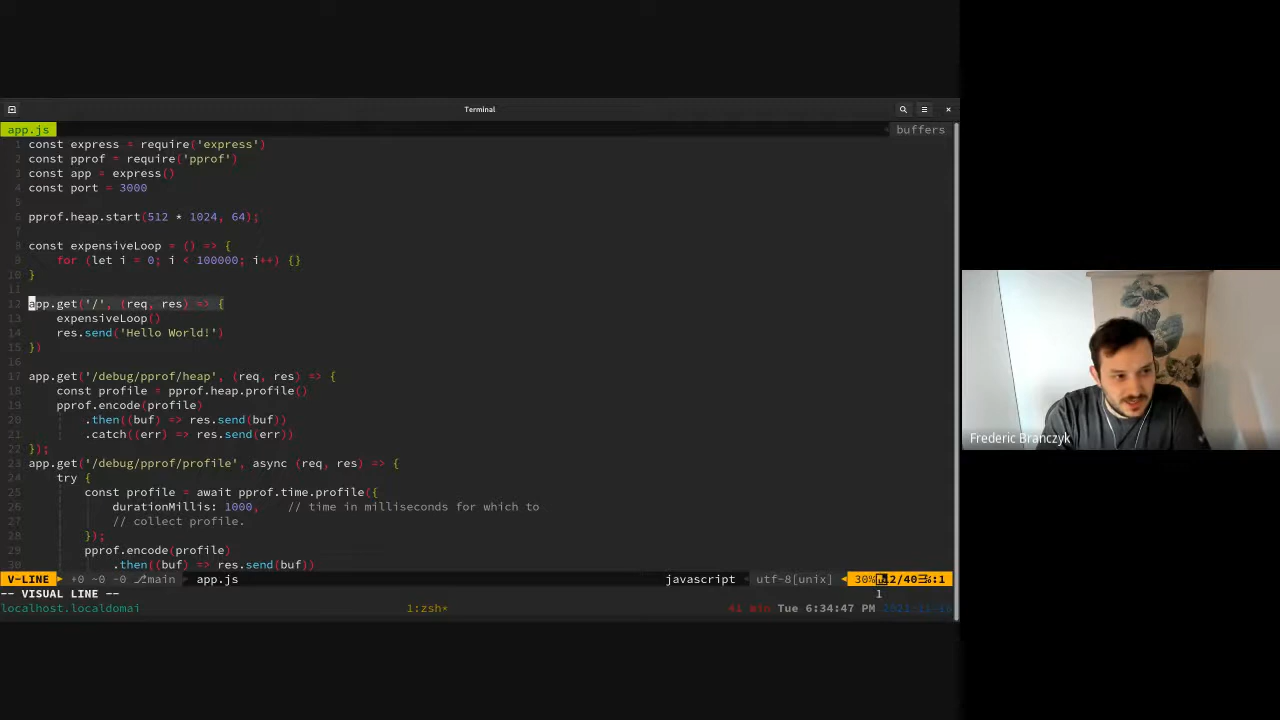 Terminal
app.js
buffers
1 const express = require('express')
2 const pprof = require('pprof')
3 const app = express()
4 const port = 3000
5
6 pprof.heap.start(512 * 1024, 64);
7
8 const expensiveLoop = () => {
9 for (let i = 0; i < 100000; i++) {}
10 }
11
12 app.get('/', (req, res) => {
13 expensiveLoop()
14 res.send('Hello World!')
15 })
16
17 app.get('/debug/pprof/heap', (req, res) => {
18 const profile = pprof.heap.profile()
19 pprof.encode(profile)
20 .then((buf) => res.send(buf))
21 .catch((err) => res.send(err))
22 });
23 app.get('/debug/pprof/profile', async (req, res) => {
24 try {
25 const profile = await pprof.time.profile({
26 durationMillis: 1000, // time in milliseconds for which to
27 // collect profile.
28 });
29 pprof.encode(profile)
30 .then((buf) => res.send(buf))
V-LINE +0 ~0 -0 main app.js javascript utf-8[unix] 30% 12/40 :1
-- VISUAL LINE -- 1
localhost.localdomai 1:zsh* 41 Min Tue 6:34:47 PM
Frederic Branczyk